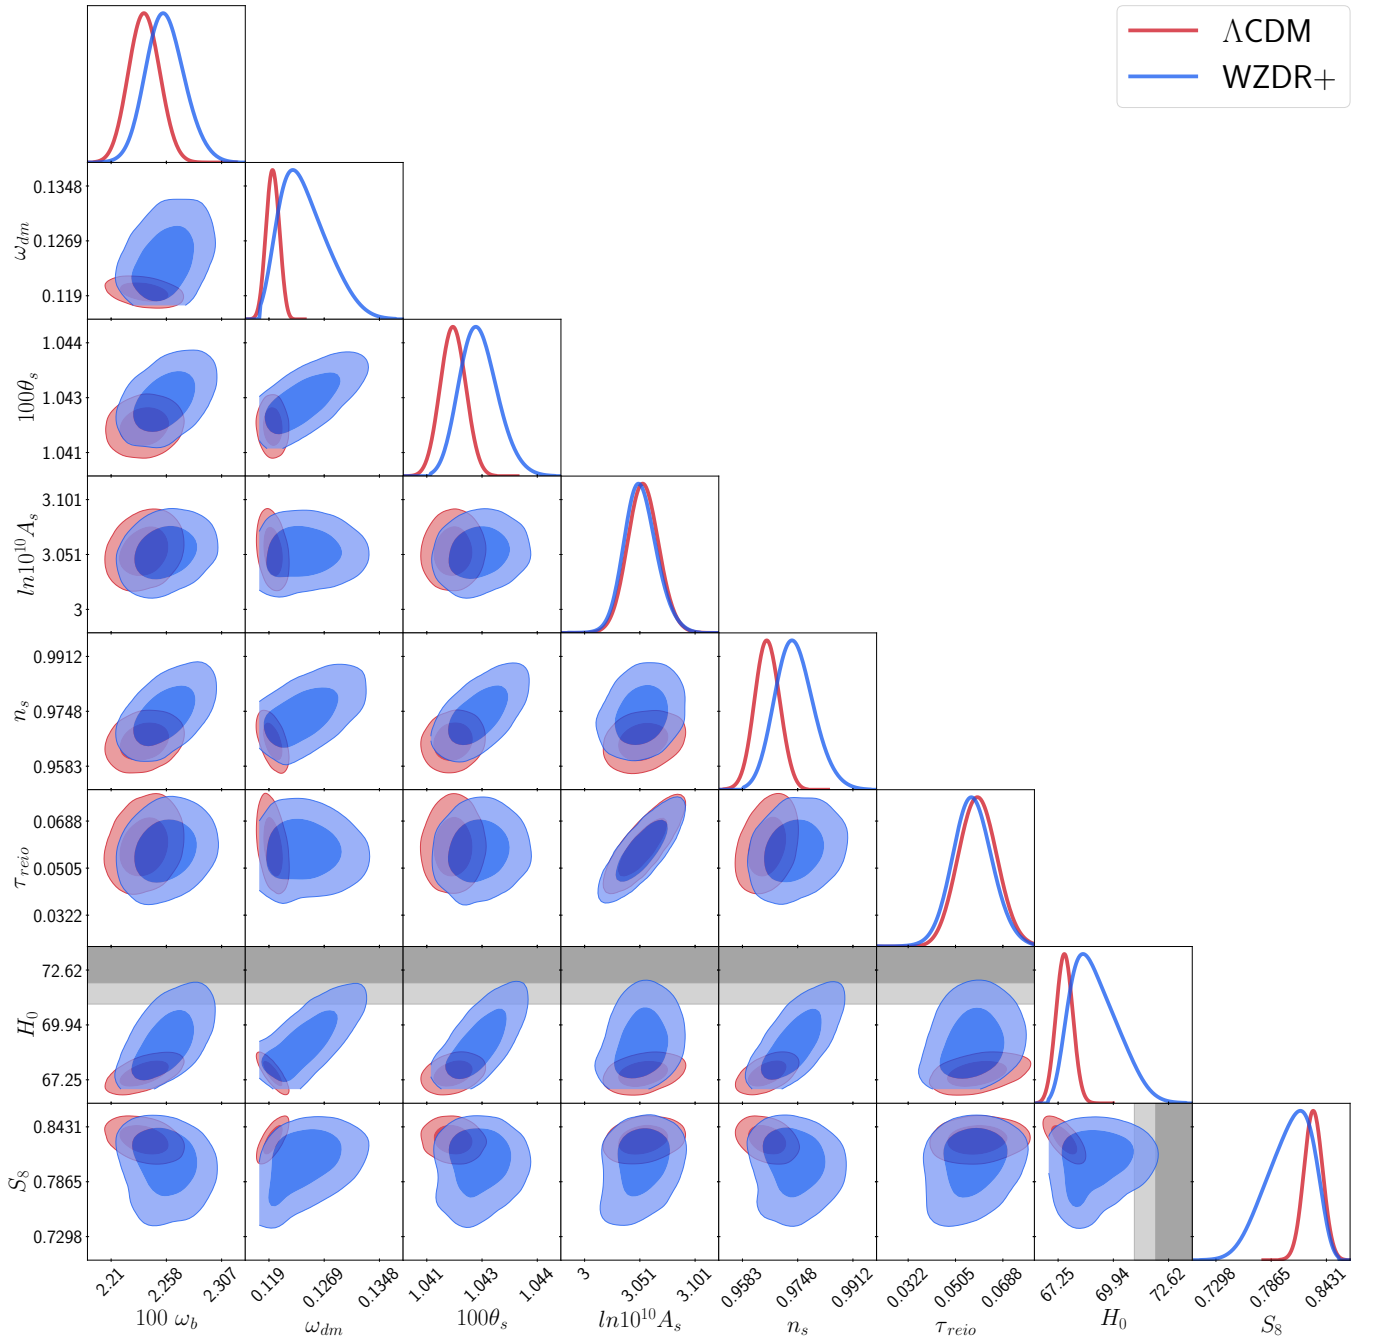 ΛCDM
WZDR+
0.1348
0.1269
0.119
ω_dm
1.044
1.043
1.041
100θ_s
3.101
3.051
3
ln10^10A_s
0.9912
0.9748
0.9583
n_s
0.0688
0.0505
0.0322
τ_reio
72.62
69.94
67.25
H_0
0.8431
0.7865
0.7298
S_8
2.21 2.258 2.307 0.119 0.1269 0.1348 1.041 1.043 1.044 3 3.051 3.101 0.9583 0.9748 0.9912 0.0322 0.0505 0.0688 67.25 69.94 72.62 0.7298 0.7865 0.8431
100 ω_b ω_dm 100θ_s ln10^10A_s n_s τ_reio H_0 S_8